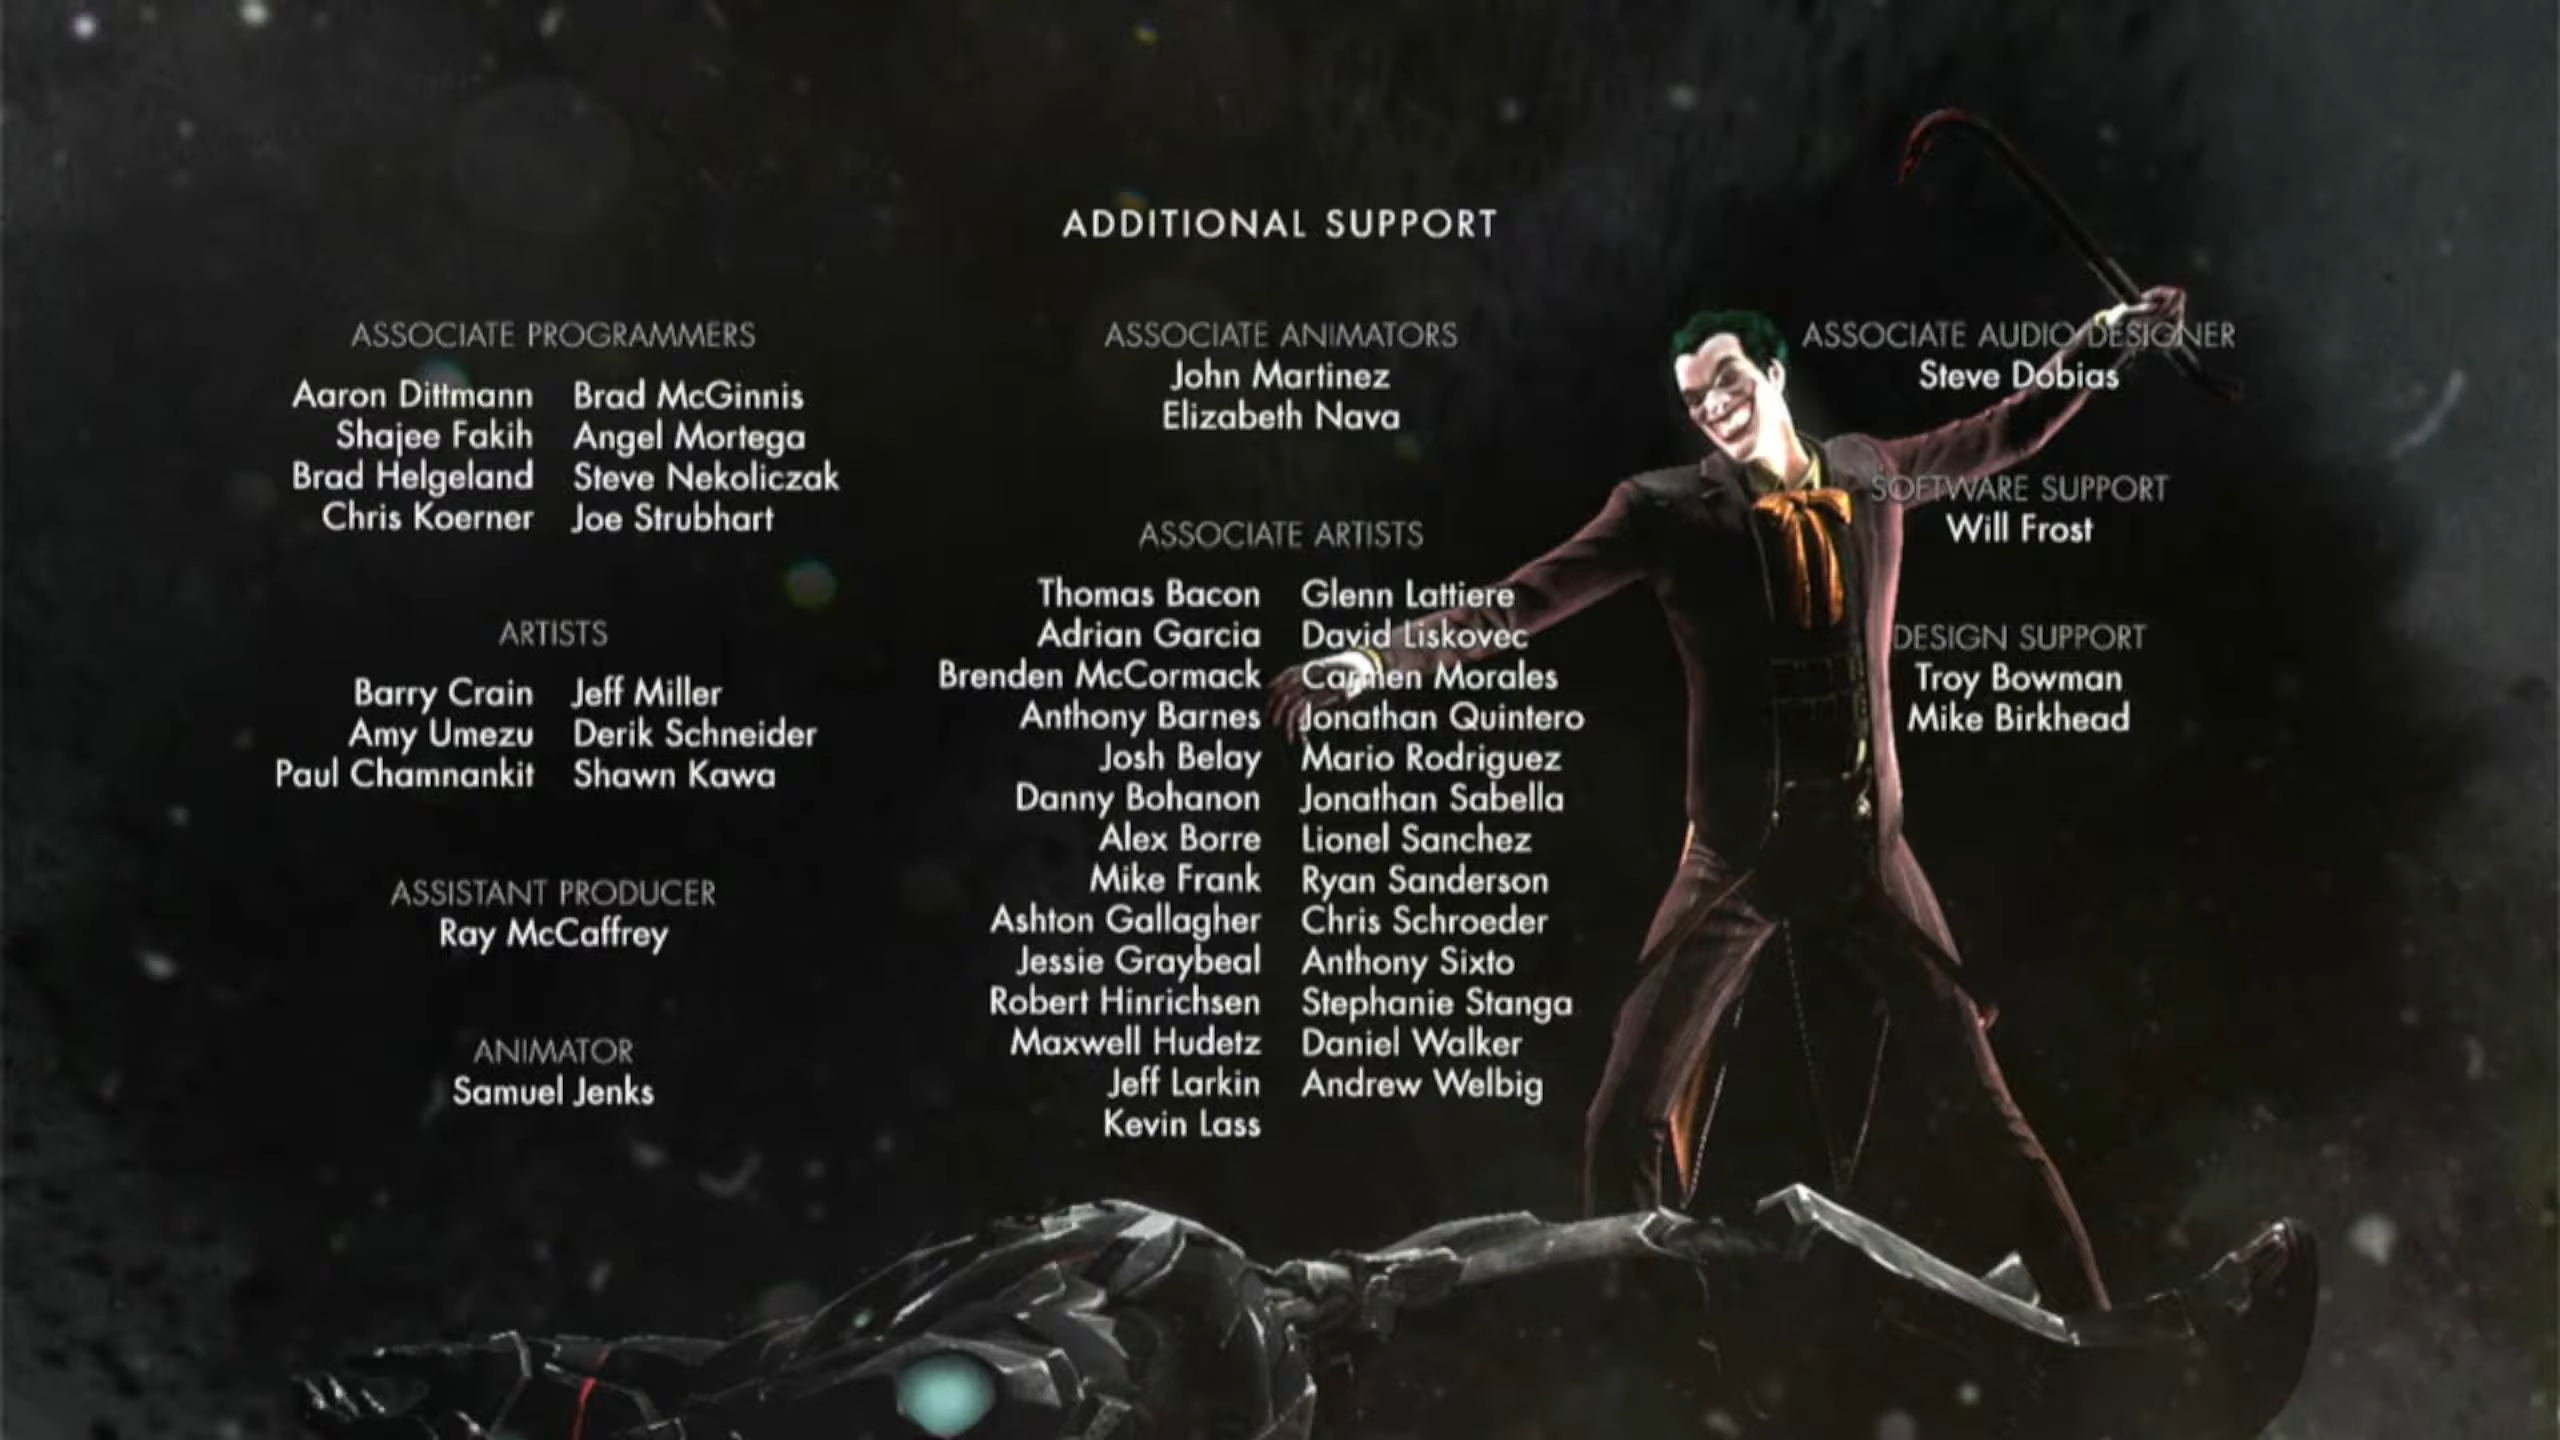 ADDITIONAL SUPPORT
ASSOCIATE PROGRAMMERS
Aaron Dittmann Brad McGinnis
Shajee Fakih Angel Mortega
Brad Helgeland Steve Nekoliczak
Chris Koerner Joe Strubhart
ARTISTS
Barry Crain Jeff Miller
Amy Umezu Derik Schneider
Paul Chamnankit Shawn Kawa
ASSISTANT PRODUCER
Ray McCaffrey
ANIMATOR
Samuel Jenks
ASSOCIATE ANIMATORS
John Martinez
Elizabeth Nava
ASSOCIATE ARTISTS
Thomas Bacon Glenn Lattiere
Adrian Garcia David Liskovec
Brenden McCormack Carmen Morales
Anthony Barnes Jonathan Quintero
Josh Belay Mario Rodriguez
Danny Bohanon Jonathan Sabella
Alex Borre Lionel Sanchez
Mike Frank Ryan Sanderson
Ashton Gallagher Chris Schroeder
Jessie Graybeal Anthony Sixto
Robert Hinrichsen Stephanie Stanga
Maxwell Hudetz Daniel Walker
Jeff Larkin Andrew Welbig
Kevin Lass
ASSOCIATE AUDIO DESIGNER
Steve Dobias
SOFTWARE SUPPORT
Will Frost
DESIGN SUPPORT
Troy Bowman
Mike Birkhead